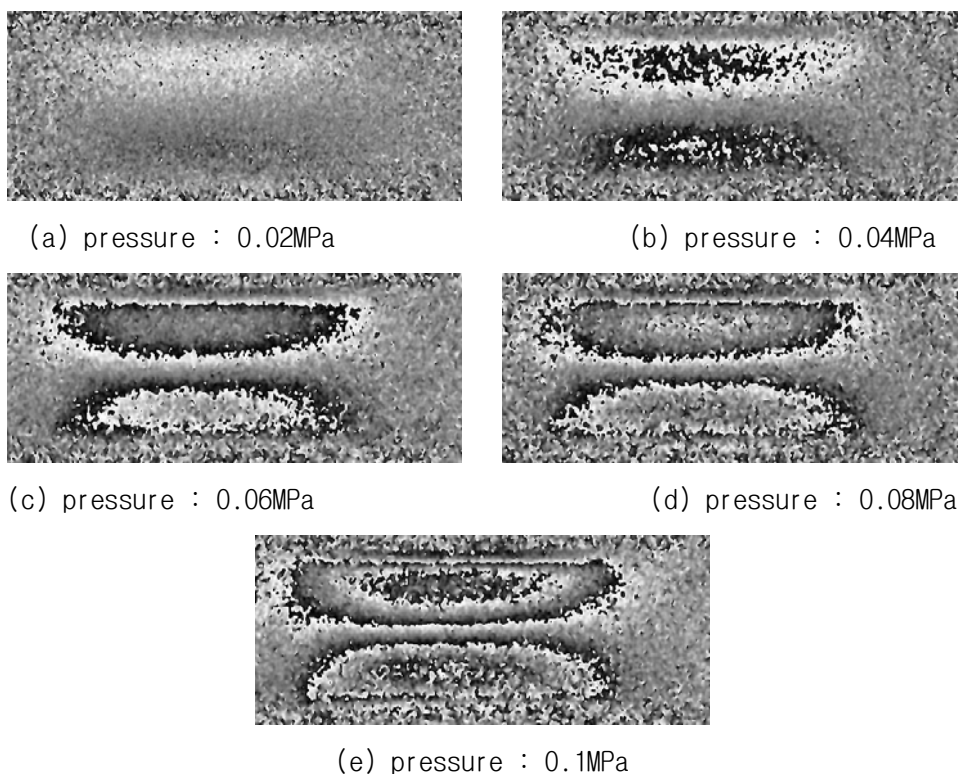 (a) pressure : 0.02MPa
(b) pressure : 0.04MPa
(c) pressure : 0.06MPa
(d) pressure : 0.08MPa
(e) pressure : 0.1MPa